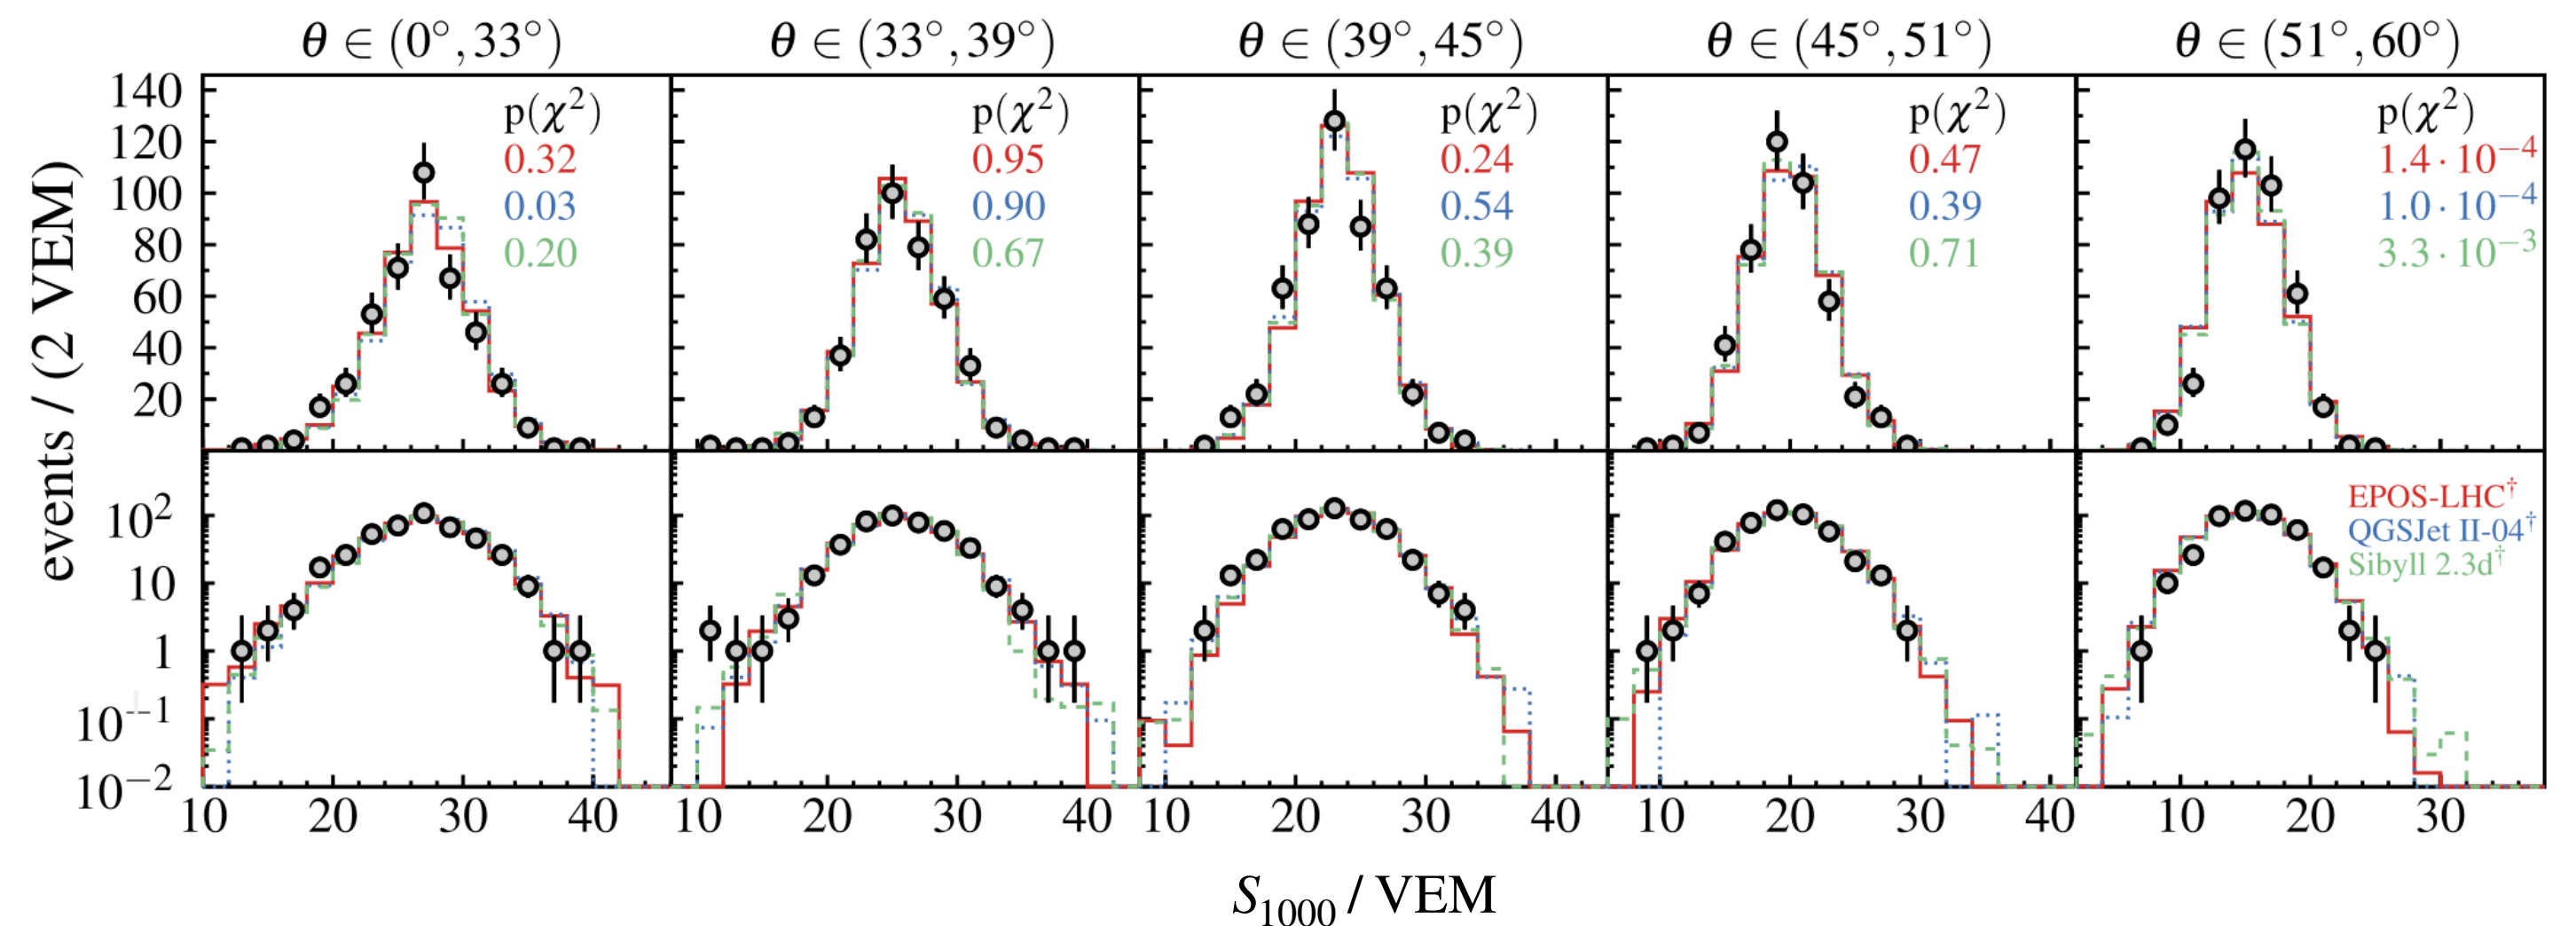 θ ∈ (0°, 33°)
θ ∈ (33°, 39°)
θ ∈ (39°, 45°)
θ ∈ (45°, 51°)
θ ∈ (51°, 60°)
events / (2 VEM)
140
120
100
80
60
40
20
p(χ²)
0.32
0.03
0.20
p(χ²)
0.95
0.90
0.67
p(χ²)
0.24
0.54
0.39
p(χ²)
0.47
0.39
0.71
p(χ²)
1.4 · 10⁻⁴
1.0 · 10⁻⁴
3.3 · 10⁻³
10²
10
1
10⁻¹
10⁻²
EPOS-LHC†
QGSJet II-04†
Sibyll 2.3d†
10 20 30 40
10 20 30 40
10 20 30 40
10 20 30 40
10 20 30
S₁₀₀₀ / VEM